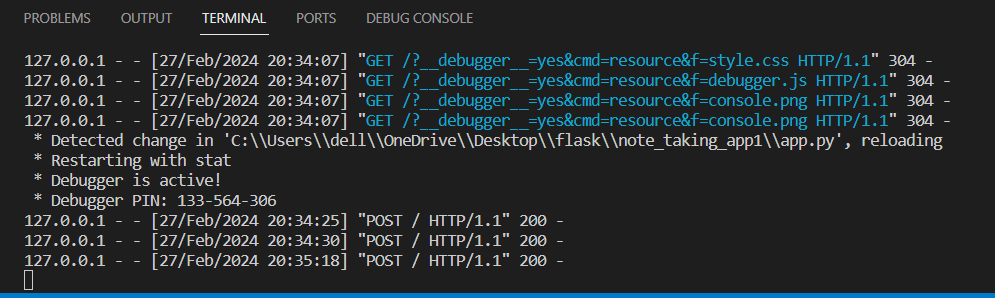 PROBLEMS OUTPUT TERMINAL PORTS DEBUG CONSOLE
127.0.0.1 - - [27/Feb/2024 20:34:07] "GET /?__debugger__=yes&cmd=resource&f=style.css HTTP/1.1" 304 -
127.0.0.1 - - [27/Feb/2024 20:34:07] "GET /?__debugger__=yes&cmd=resource&f=debugger.js HTTP/1.1" 304 -
127.0.0.1 - - [27/Feb/2024 20:34:07] "GET /?__debugger__=yes&cmd=resource&f=console.png HTTP/1.1" 304 -
127.0.0.1 - - [27/Feb/2024 20:34:07] "GET /?__debugger__=yes&cmd=resource&f=console.png HTTP/1.1" 304 -
 * Detected change in 'C:\\Users\\dell\\OneDrive\\Desktop\\flask\\note_taking_app1\\app.py', reloading
 * Restarting with stat
 * Debugger is active!
 * Debugger PIN: 133-564-306
127.0.0.1 - - [27/Feb/2024 20:34:25] "POST / HTTP/1.1" 200 -
127.0.0.1 - - [27/Feb/2024 20:34:30] "POST / HTTP/1.1" 200 -
127.0.0.1 - - [27/Feb/2024 20:35:18] "POST / HTTP/1.1" 200 -